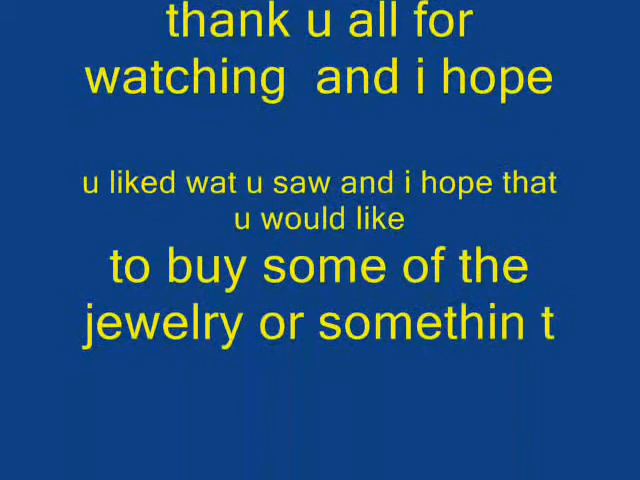 thank u all for
watching  and i hope
u liked wat u saw and i hope that
u would like
to buy some of the
jewelry or somethin t